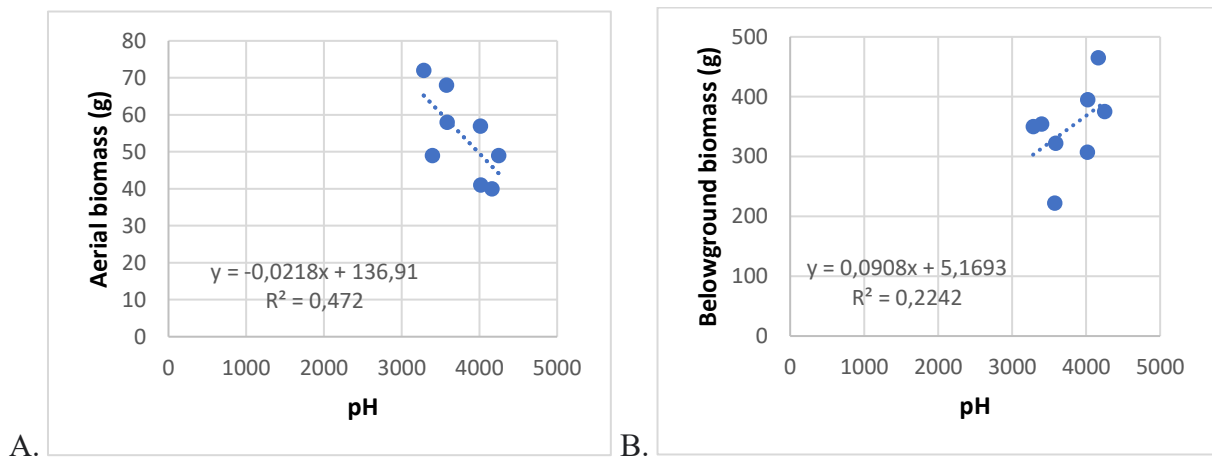 Aerial biomass (g)
80
70
60
50
40
30
20
10
0
y = -0,0218x + 136,91
R² = 0,472
0 1000 2000 3000 4000 5000
pH
A.
Belowground biomass (g)
500
400
300
200
100
0
y = 0,0908x + 5,1693
R² = 0,2242
0 1000 2000 3000 4000 5000
pH
B.